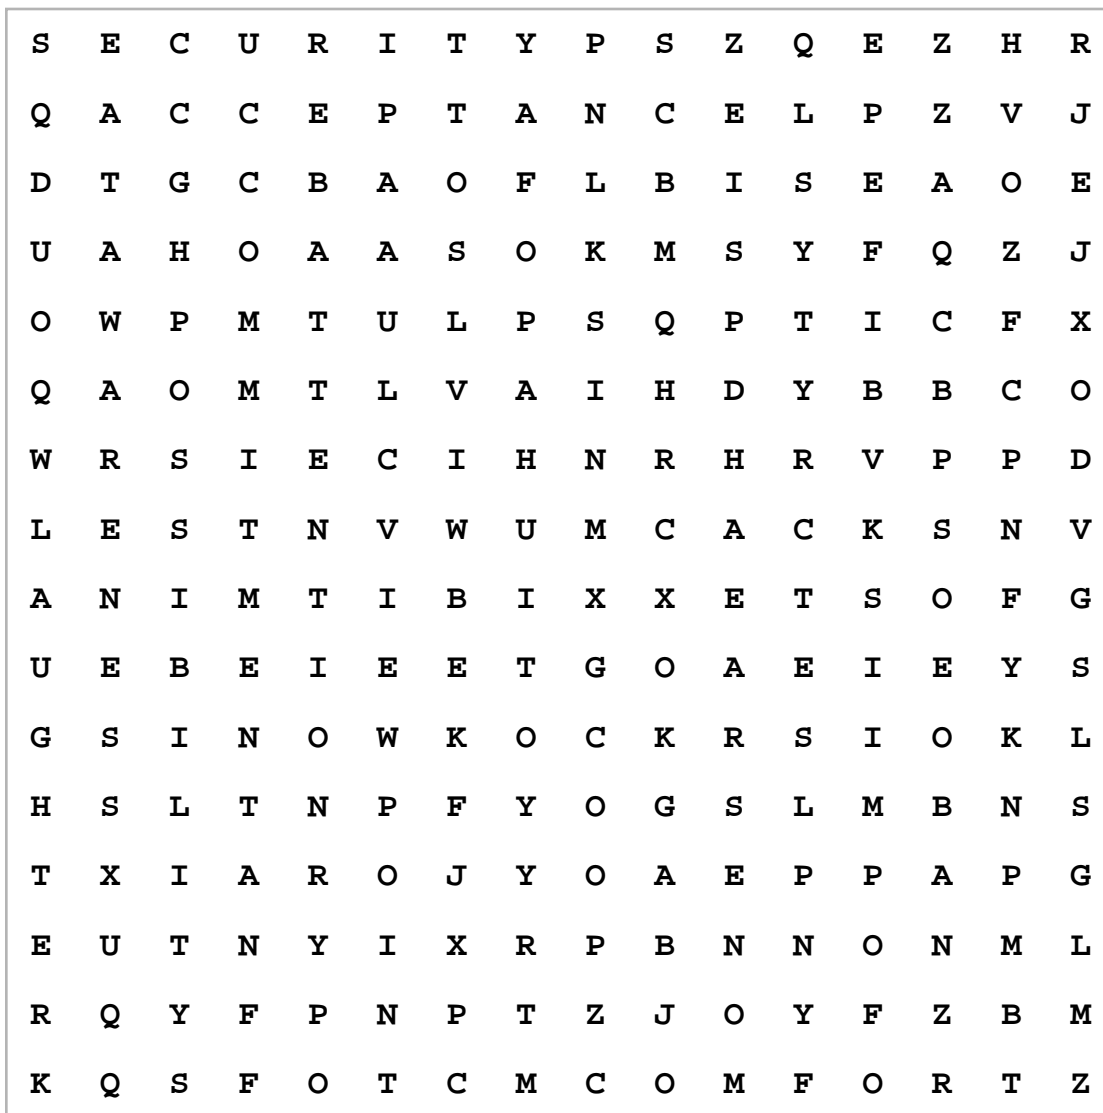 S E C U R I T Y P S Z Q E Z H R
Q A C C E P T A N C E L P Z V J
D T G C B A O F L B I S E A O E
U A H O A A S O K M S Y F Q Z J
O W P M T U L P S Q P T I C F X
Q A O M T L V A I H D Y B B C O
W R S I E C I H N R H R V P P D
L E S T N V W U M C A C K S N V
A N I M T I B I X X E T S O F G
U E B E I E E T G O A E I E Y S
G S I N O W K O C K R S I O K L
H S L T N P F Y O G S L M B N S
T X I A R O J Y O A E P P A P G
E U T N Y I X R P B N N O N M L
R Q Y F P N P T Z J O Y F Z B M
K Q S F O T C M C O M F O R T Z